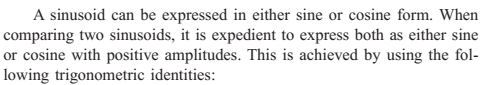 A sinusoid can be expressed in either sine or cosine form. When
comparing two sinusoids, it is expedient to express both as either sine
or cosine with positive amplitudes. This is achieved by using the fol-
lowing trigonometric identities: